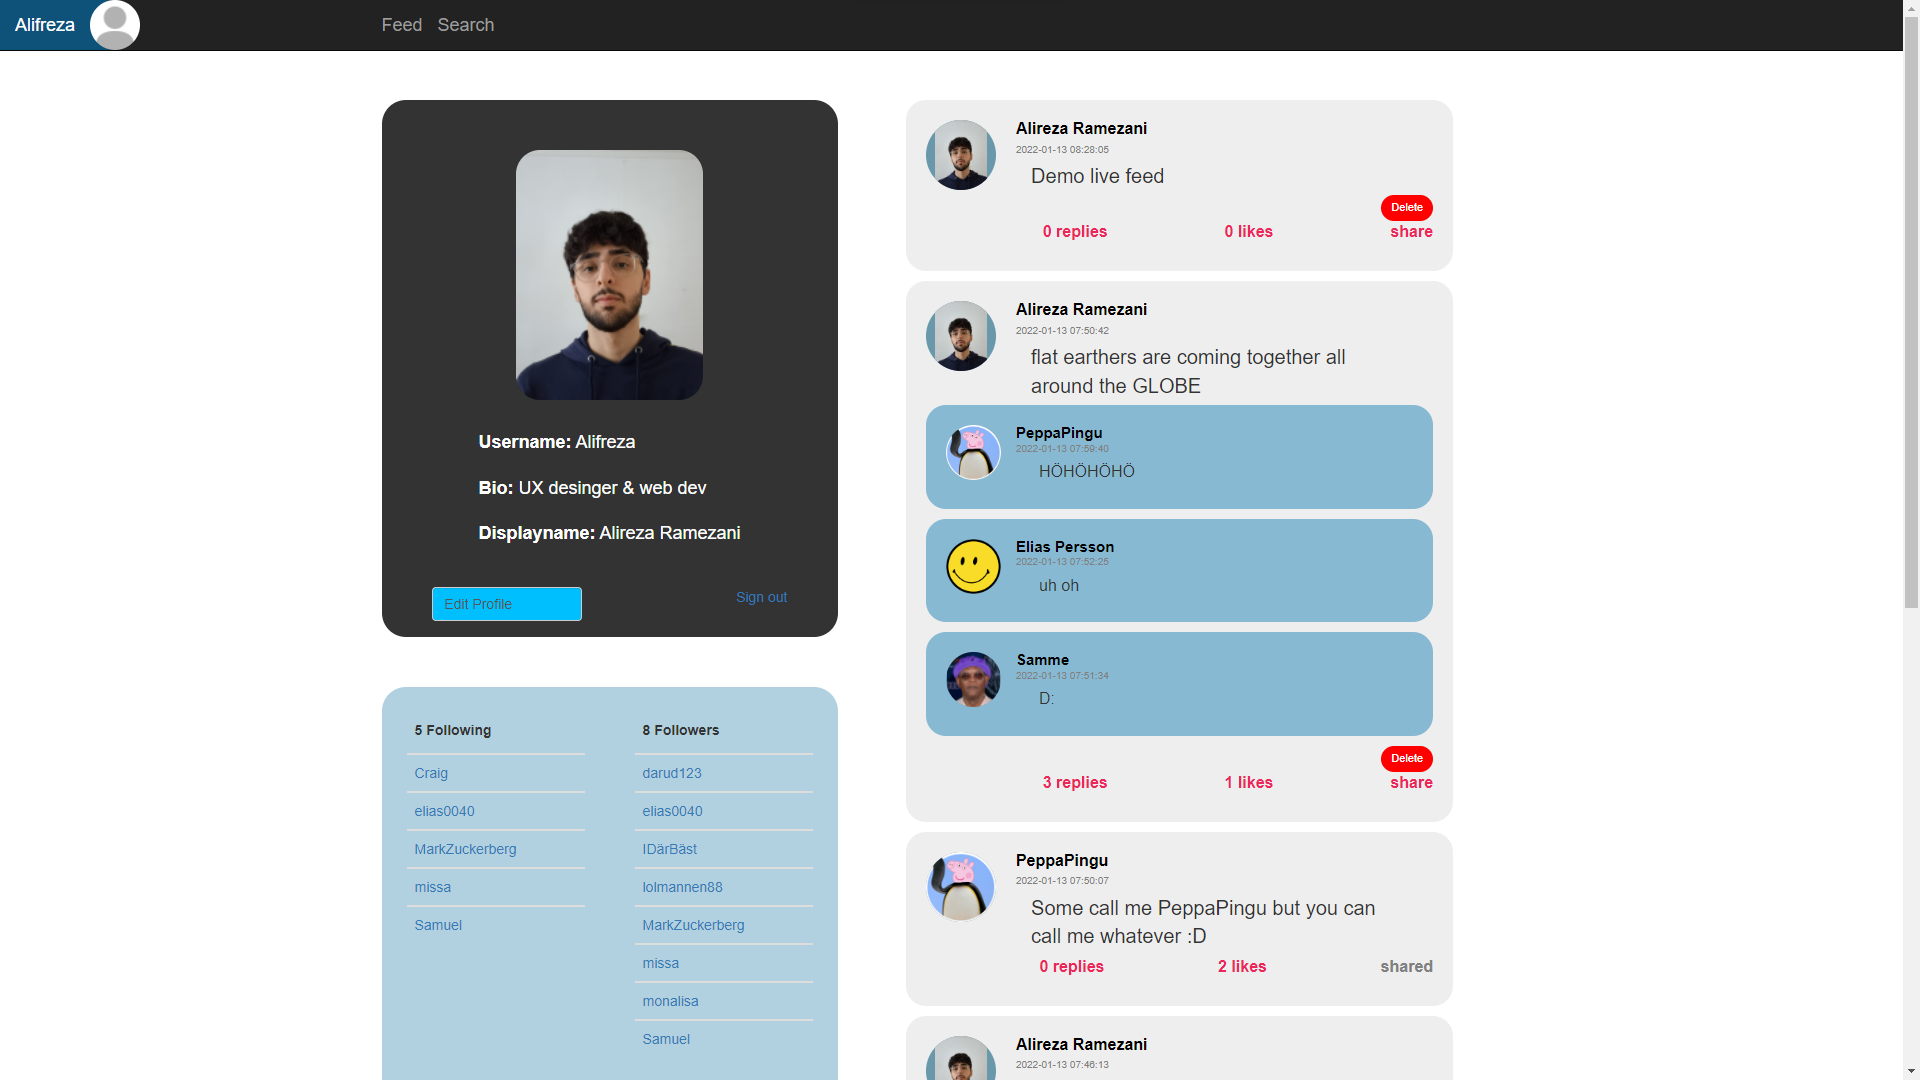 Alifreza
Feed Search
Username: Alifreza
Bio: UX desinger & web dev
Displayname: Alireza Ramezani
Edit Profile
Sign out
5 Following
Craig
elias0040
MarkZuckerberg
missa
Samuel
8 Followers
darud123
elias0040
IDärBäst
lolmannen88
MarkZuckerberg
missa
monalisa
Samuel
Alireza Ramezani
2022-01-13 08:28:05
Demo live feed
Delete
0 replies 0 likes share
Alireza Ramezani
2022-01-13 07:50:42
flat earthers are coming together all
around the GLOBE
PeppaPingu
2022-01-13 07:59:40
HÖHÖHÖHÖ
Elias Persson
2022-01-13 07:52:25
uh oh
Samme
2022-01-13 07:51:34
D:
Delete
3 replies 1 likes share
PeppaPingu
2022-01-13 07:50:07
Some call me PeppaPingu but you can
call me whatever :D
0 replies 2 likes shared
Alireza Ramezani
2022-01-13 07:46:13